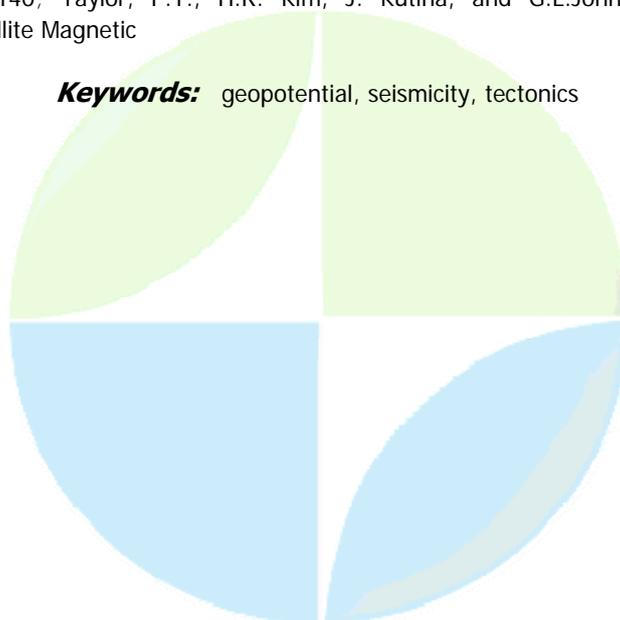 Taylor, P.T., H.R. Kim, J. Kutina, and G.L.John
llite Magnetic
Keywords: geopotential, seismicity, tectonics